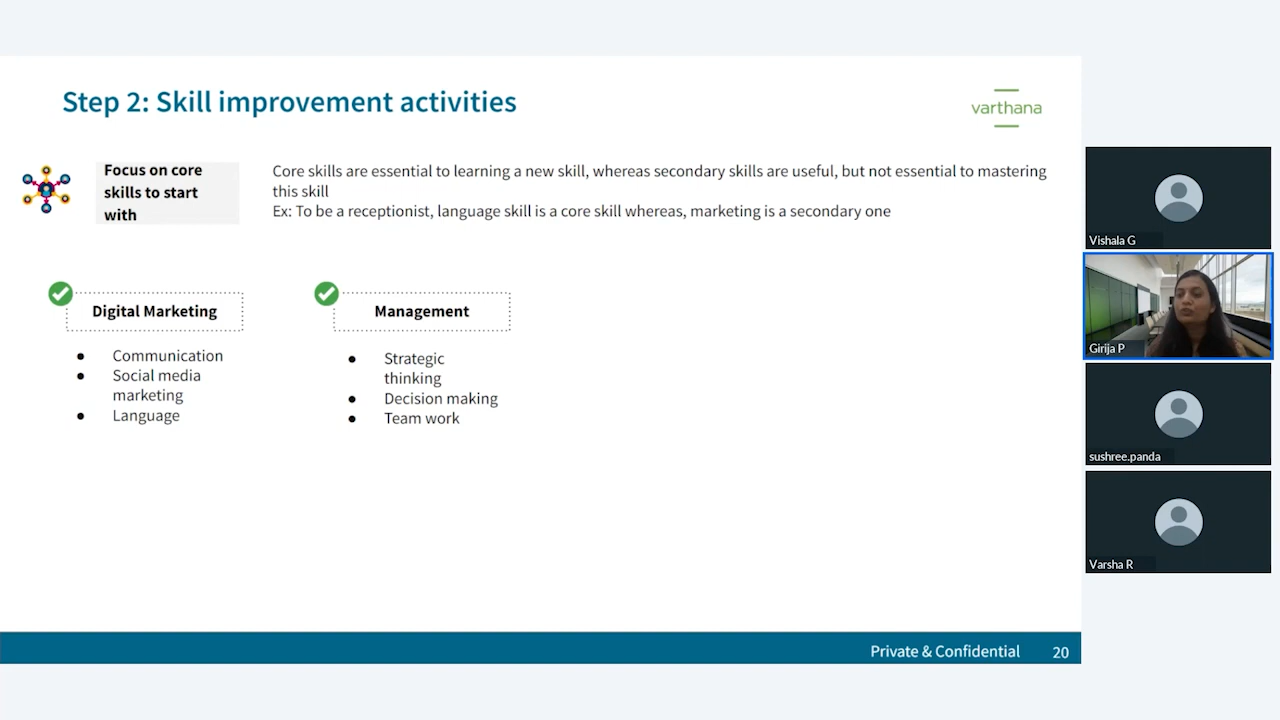 Step 2: Skill improvement activities
varthana
Focus on core
skills to start
with
Core skills are essential to learning a new skill, whereas secondary skills are useful, but not essential to mastering
this skill
Ex: To be a receptionist, language skill is a core skill whereas, marketing is a secondary one
Digital Marketing
● Communication
● Social media
marketing
● Language
Management
● Strategic
thinking
● Decision making
● Team work
Private & Confidential
20
Vishala G
Girija P
sushree.panda
Varsha R